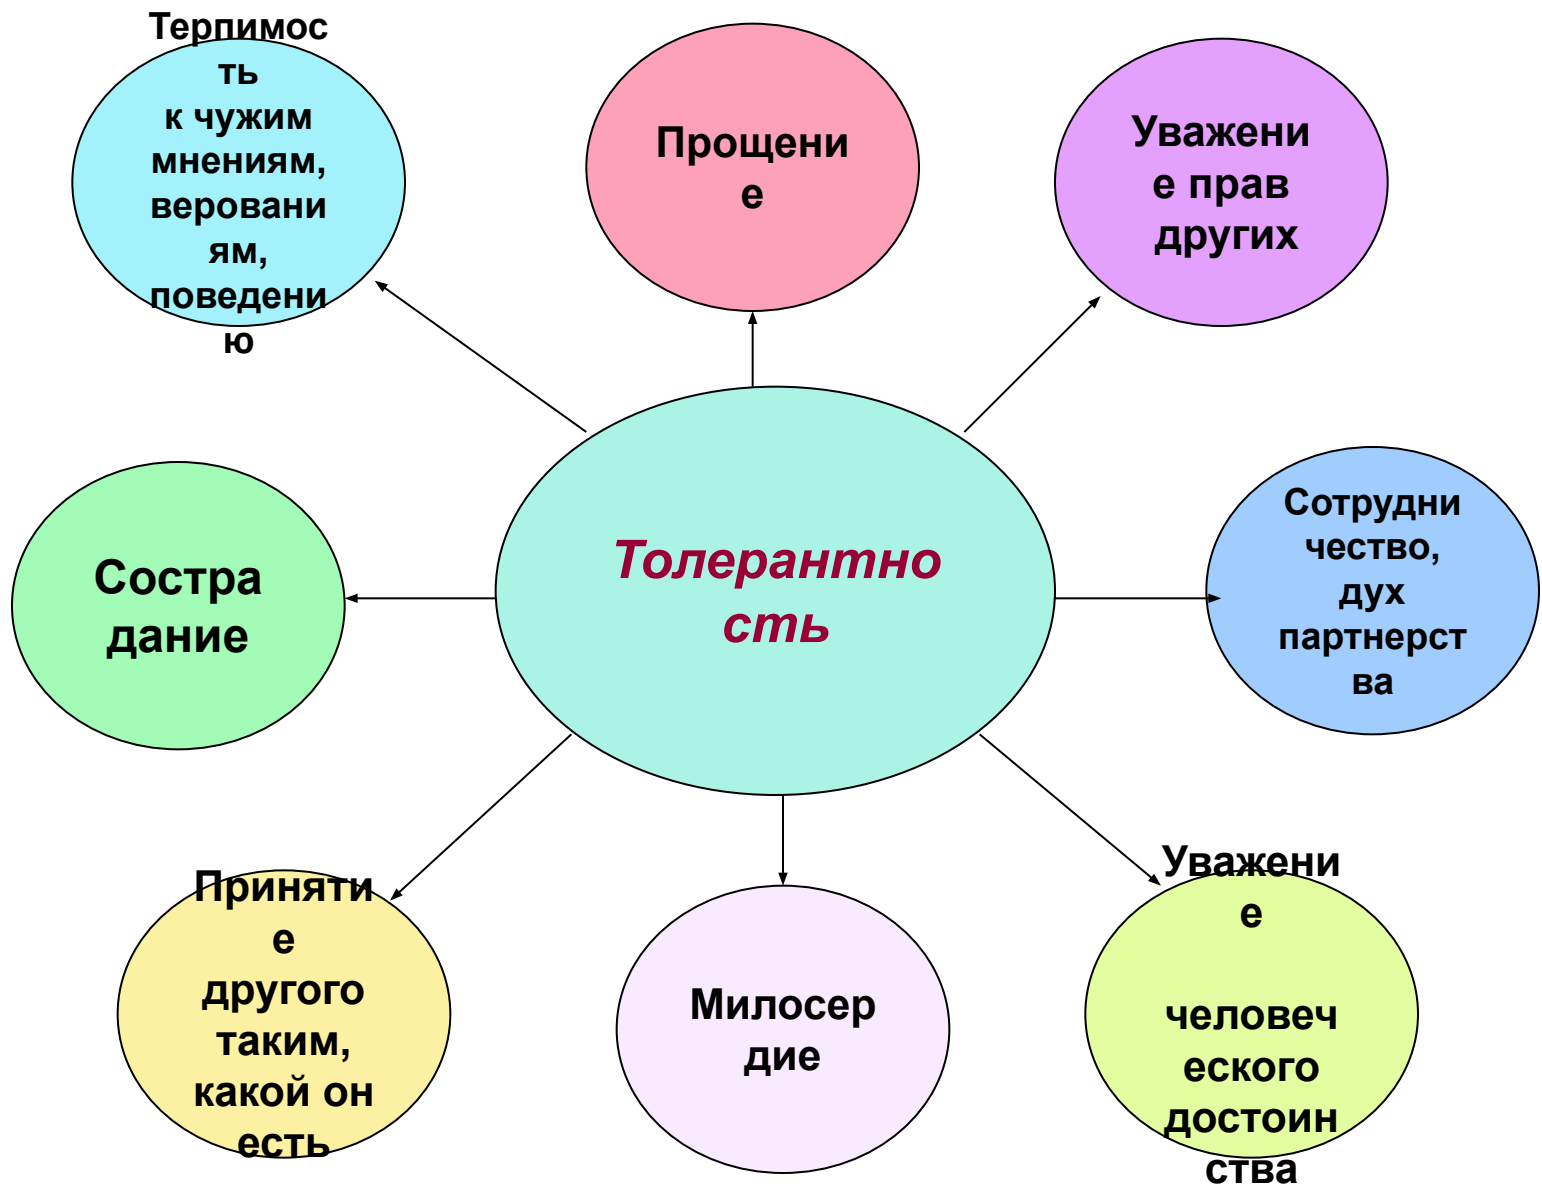 Терпимос
ть
к чужим
мнениям,
веровани
ям,
поведени
ю
Прощени
е
Уважени
е прав
других
Состра
дание
Толерантно
сть
Сотрудни
чество,
дух
партнерст
ва
Приняти
е
другого
таким,
какой он
есть
Милосер
дие
Уважени
е
человеч
еского
достоин
ства